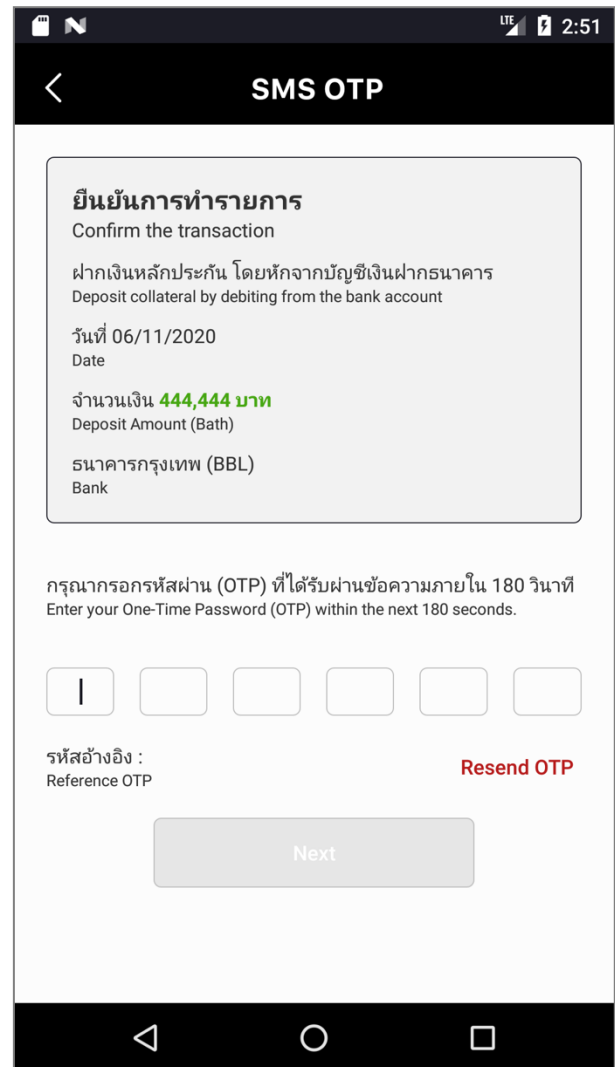 LTE 2:51
SMS OTP
ยืนยันการทำรายการ
Confirm the transaction
ฝากเงินหลักประกัน โดยหักจากบัญชีเงินฝากธนาคาร
Deposit collateral by debiting from the bank account
วันที่ 06/11/2020
Date
จำนวนเงิน 444,444 บาท
Deposit Amount (Bath)
ธนาคารกรุงเทพ (BBL)
Bank
กรุณากรอกรหัสผ่าน (OTP) ที่ได้รับผ่านข้อความภายใน 180 วินาที
Enter your One-Time Password (OTP) within the next 180 seconds.
รหัสอ้างอิง :
Reference OTP
Resend OTP
Next